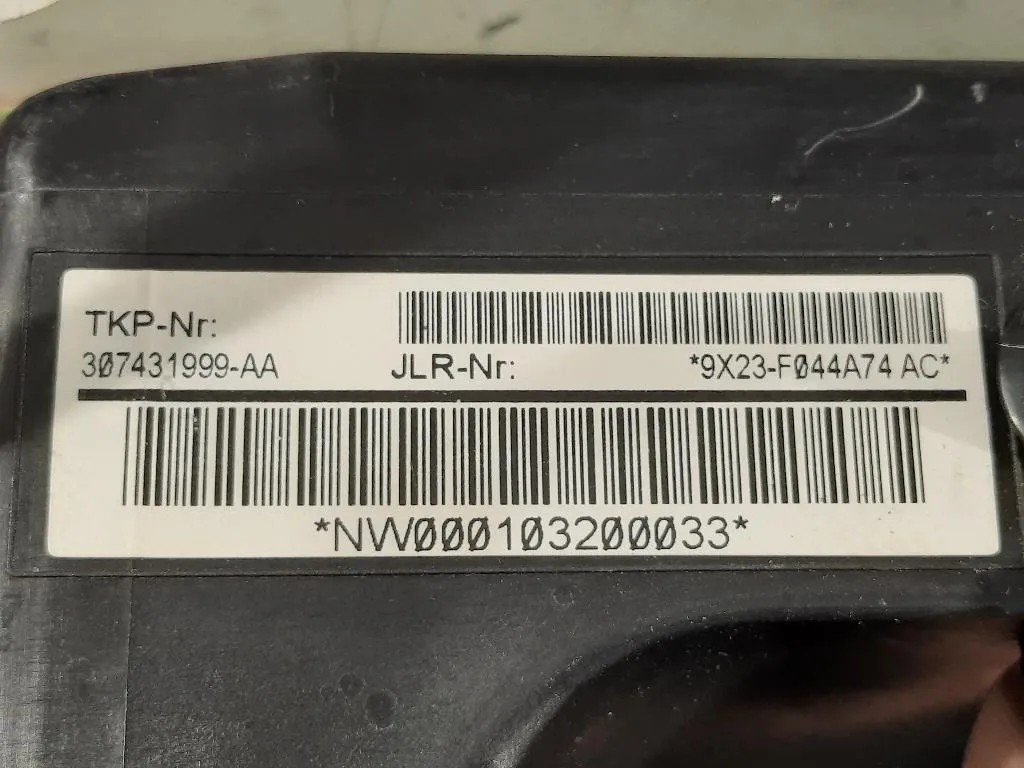 TKP-Nr:
307431999-AA
JLR-Nr: *9X23-F044A74 AC*
*NW000103200033*